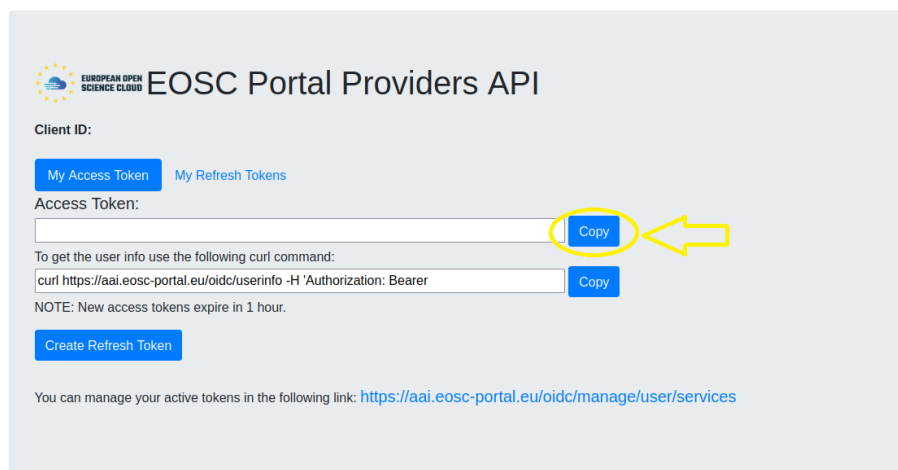 EUROPEAN OPEN
SCIENCE CLOUD
EOSC Portal Providers API
Client ID:
My Access Token My Refresh Tokens
Access Token:
Copy
To get the user info use the following curl command:
curl https://aai.eosc-portal.eu/oidc/userinfo -H 'Authorization: Bearer
Copy
NOTE: New access tokens expire in 1 hour.
Create Refresh Token
You can manage your active tokens in the following link: https://aai.eosc-portal.eu/oidc/manage/user/services